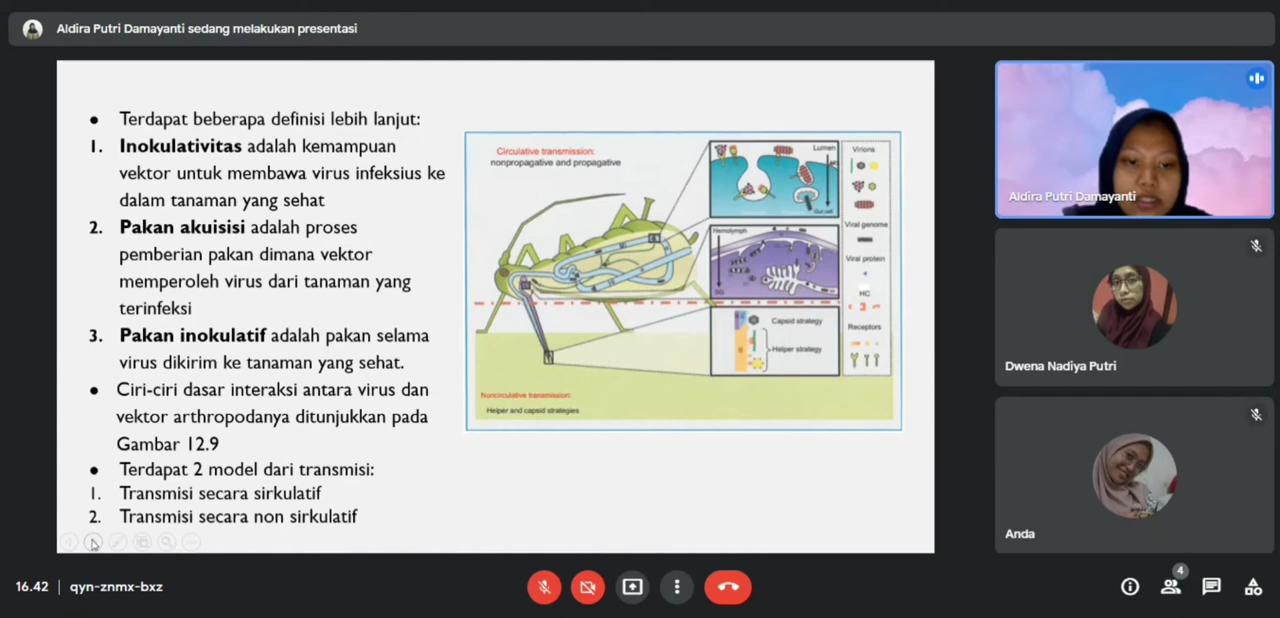 Aldira Putri Damayanti sedang melakukan presentasi
● Terdapat beberapa definisi lebih lanjut:
1. Inokulativitas adalah kemampuan
vektor untuk membawa virus infeksius ke
dalam tanaman yang sehat
2. Pakan akuisisi adalah proses
pemberian pakan dimana vektor
memperoleh virus dari tanaman yang
terinfeksi
3. Pakan inokulatif adalah pakan selama
virus dikirim ke tanaman yang sehat.
● Ciri-ciri dasar interaksi antara virus dan
vektor arthropodanya ditunjukkan pada
Gambar 12.9
● Terdapat 2 model dari transmisi:
1. Transmisi secara sirkulatif
2. Transmisi secara non sirkulatif
Circulative transmission:
nonpropagative and propagative
Lumen
Gut cell
Hemolymph
SG
Capsid strategy
Helper strategy
Virions
Viral genome
Viral protein
HC
Receptors
Noncirculative transmission:
Helper and capsid strategies
Aldira Putri Damayanti
Dwena Nadiya Putri
Anda
16.42 | qyn-znmx-bxz
4